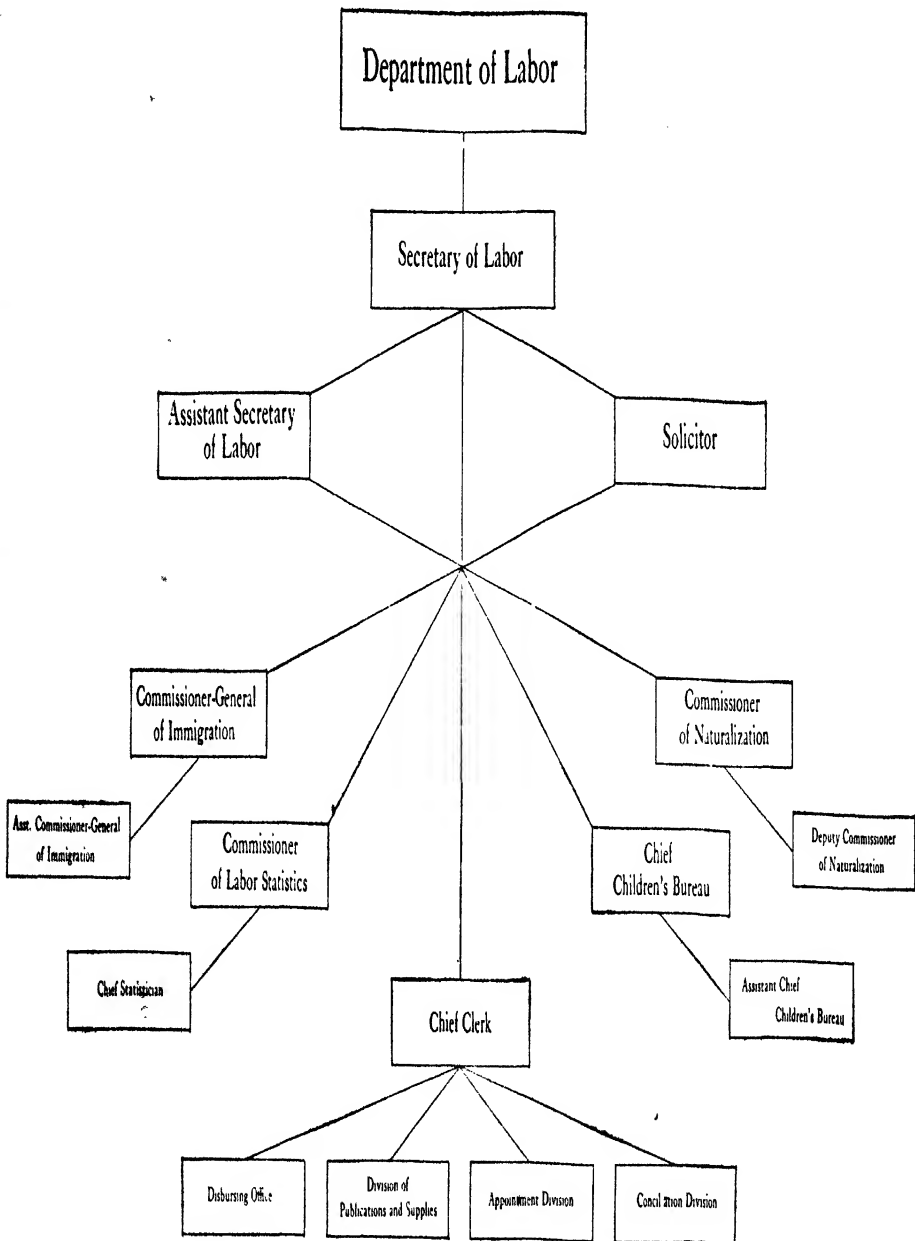 Department of Labor
Secretary of Labor
Assistant Secretary
of Labor
Solicitor
Commissioner-General
of Immigration
Commissioner
of Naturalization
Asst. Commissioner-General
of Immigration
Commissioner
of Labor Statistics
Chief
Children's Bureau
Deputy Commissioner
of Naturalization
Chief Statistician
Chief Clerk
Assistant Chief
Children's Bureau
Disbursing Office
Division of
Publications and Supplies
Appointment Division
Conciliation Division